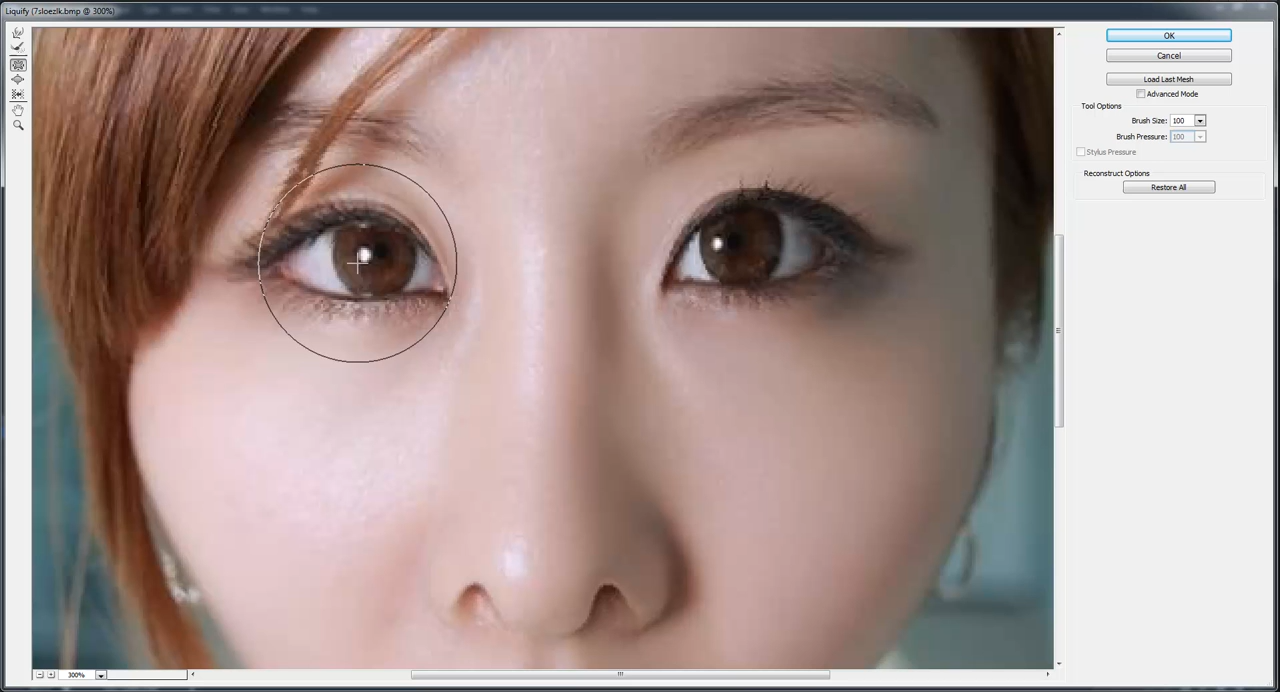 Liquify (7sloezlk.bmp @ 300%)
OK
Cancel
Load Last Mesh
Advanced Mode
Tool Options
Brush Size: 100
Brush Pressure: 100
Stylus Pressure
Reconstruct Options
Restore All
300%